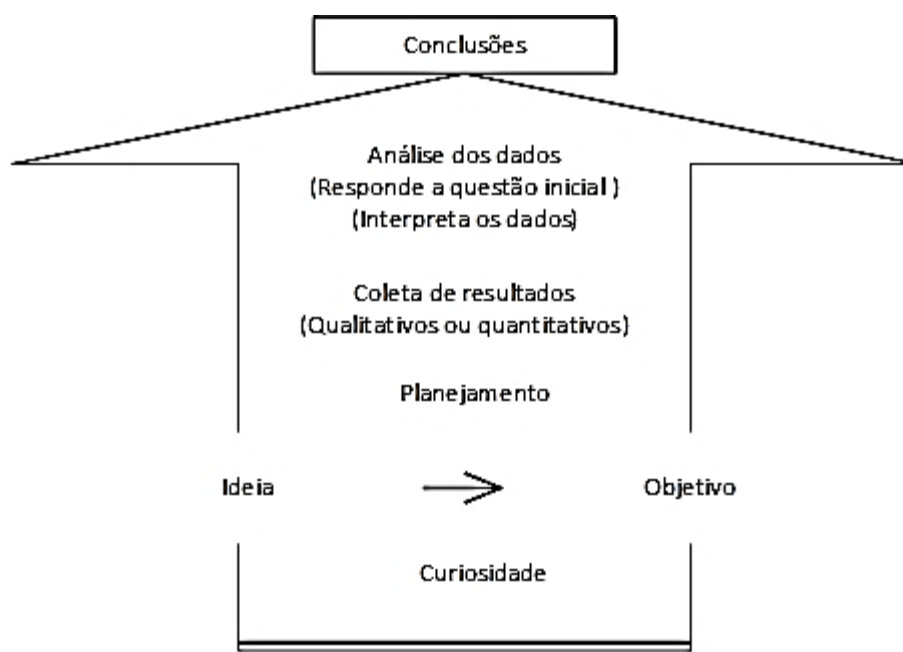 Conclusões
Análise dos dados
(Responde a questão inicial )
(Interpreta os dados)
Coleta de resultados
(Qualitativos ou quantitativos)
Planejamento
Ideia
Objetivo
Curiosidade